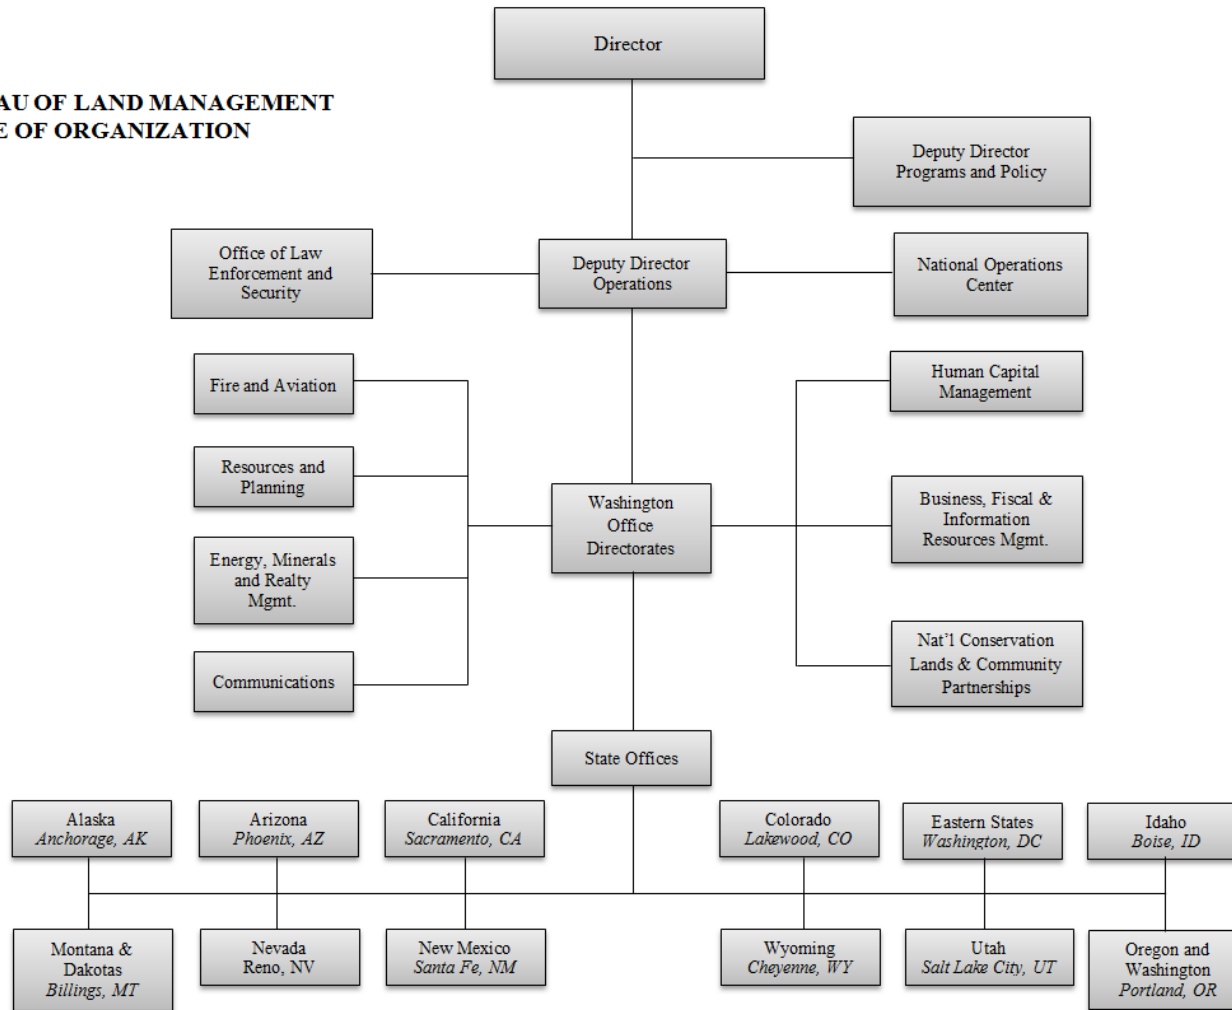 Director
AU OF LAND MANAGEMENT
E OF ORGANIZATION
Deputy Director
Programs and Policy
Office of Law
Enforcement and
Security
Deputy Director
Operations
National Operations
Center
Fire and Aviation
Human Capital
Management
Resources and
Planning
Washington
Office
Directorates
Business, Fiscal &
Information
Resources Mgmt.
Energy, Minerals
and Realty
Mgmt.
Communications
Nat'l Conservation
Lands & Community
Partnerships
State Offices
Alaska
Anchorage, AK
Arizona
Phoenix, AZ
California
Sacramento, CA
Colorado
Lakewood, CO
Eastern States
Washington, DC
Idaho
Boise, ID
Montana &
Dakotas
Billings, MT
Nevada
Reno, NV
New Mexico
Santa Fe, NM
Wyoming
Cheyenne, WY
Utah
Salt Lake City, UT
Oregon and
Washington
Portland, OR